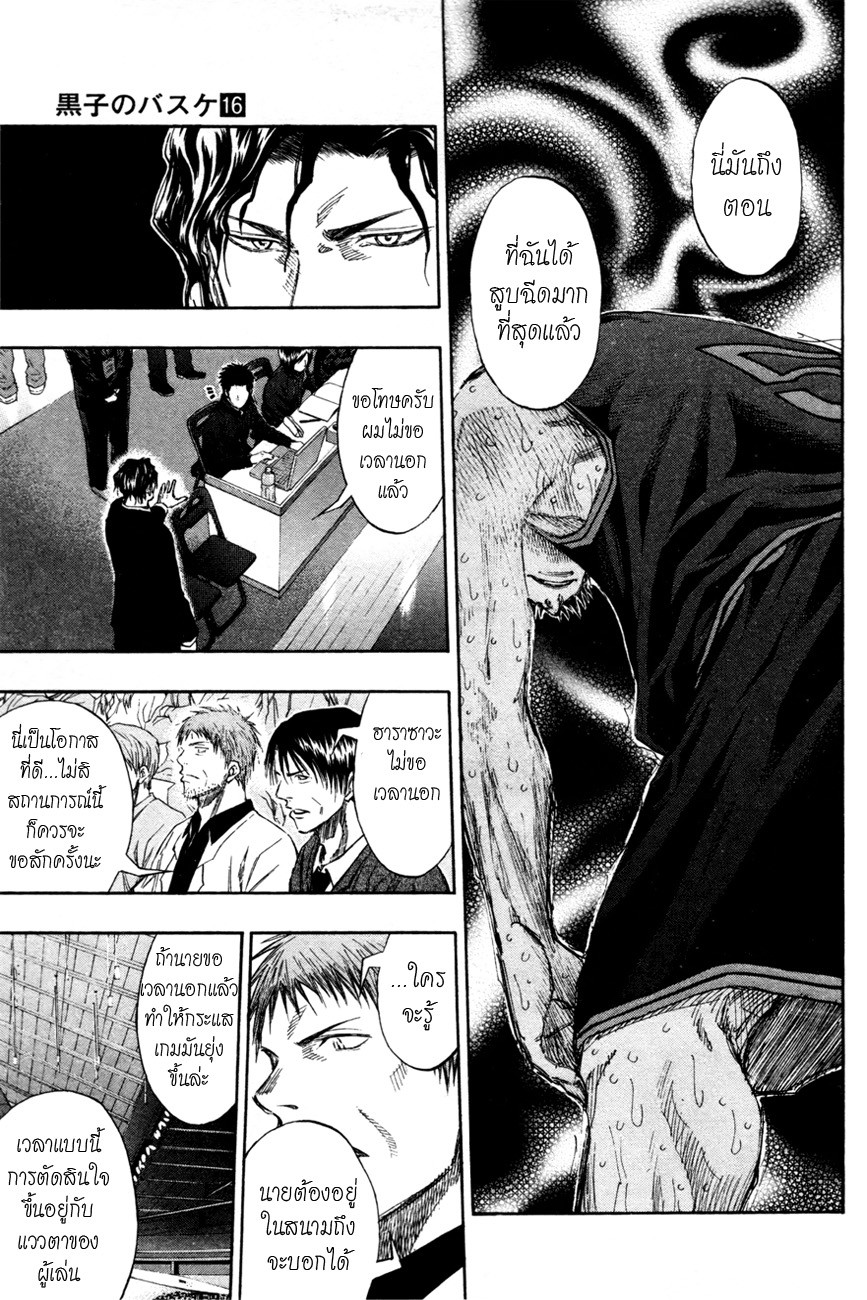 黒子のバスケ16
นี่มันถึง
ตอน
ที่ฉันได้
สูบฉีดมาก
ที่สุดแล้ว
ขอโทษครับ
ผมไม่ขอ
เวลานอก
แล้ว
ฮาราซาวะ
ไม่ขอ
เวลานอก
นี่เป็นโอกาส
ที่ดี...ไม่สิ
สถานการณ์นี้
ก็ควรจะ
ขอสักครั้งนะ
...ใคร
จะรู้
นายต้องอยู่
ในสนามถึง
จะบอกได้
ถ้านายขอ
เวลานอกแล้ว
ทำให้กระแส
เกมมันยุ่ง
ขึ้นล่ะ
เวลาแบบนี้
การตัดสินใจ
ขึ้นอยู่กับ
แววตาของ
ผู้เล่น